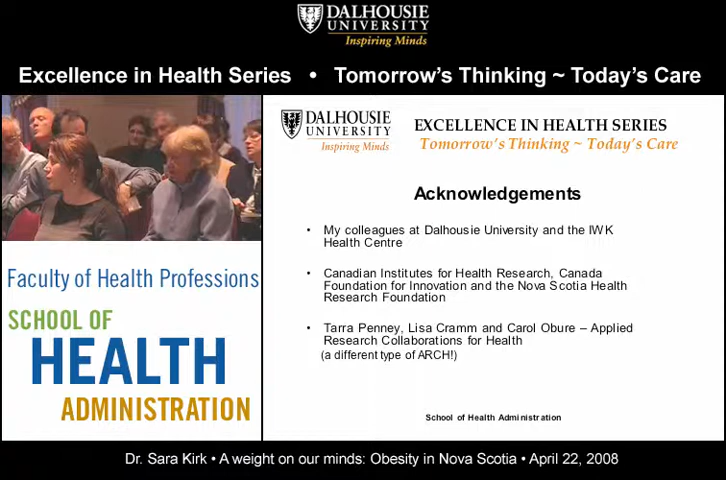 DALHOUSIE
UNIVERSITY
Inspiring Minds
Excellence in Health Series • Tomorrow's Thinking ~ Today's Care
DALHOUSIE
UNIVERSITY
Inspiring Minds
EXCELLENCE IN HEALTH SERIES
Tomorrow's Thinking ~ Today's Care
Acknowledgements
• My colleagues at Dalhousie University and the IWK
Health Centre
• Canadian Institutes for Health Research, Canada
Foundation for Innovation and the Nova Scotia Health
Research Foundation
• Tarra Penney, Lisa Cramm and Carol Obure – Applied
Research Collaborations for Health
(a different type of ARCH!)
School of Health Administration
Faculty of Health Professions
SCHOOL OF
HEALTH
ADMINISTRATION
Dr. Sara Kirk • A weight on our minds: Obesity in Nova Scotia • April 22, 2008